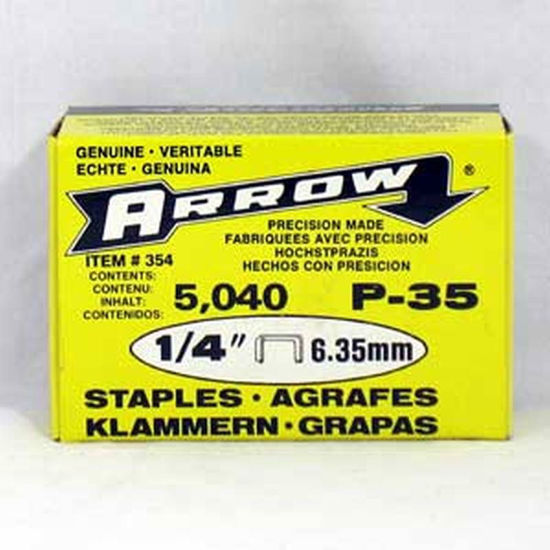 GENUINE • VERITABLE
ECHTE • GENUINA
ARROW®
PRECISION MADE
FABRIQUEES AVEC PRECISION
HOCHSTPRAZIS
HECHOS CON PRESICION
ITEM # 354
CONTENTS:
CONTENU:
INHALT:
CONTENIDOS:
5,040
P-35
1/4" 6.35mm
STAPLES • AGRAFES
KLAMMERN • GRAPAS